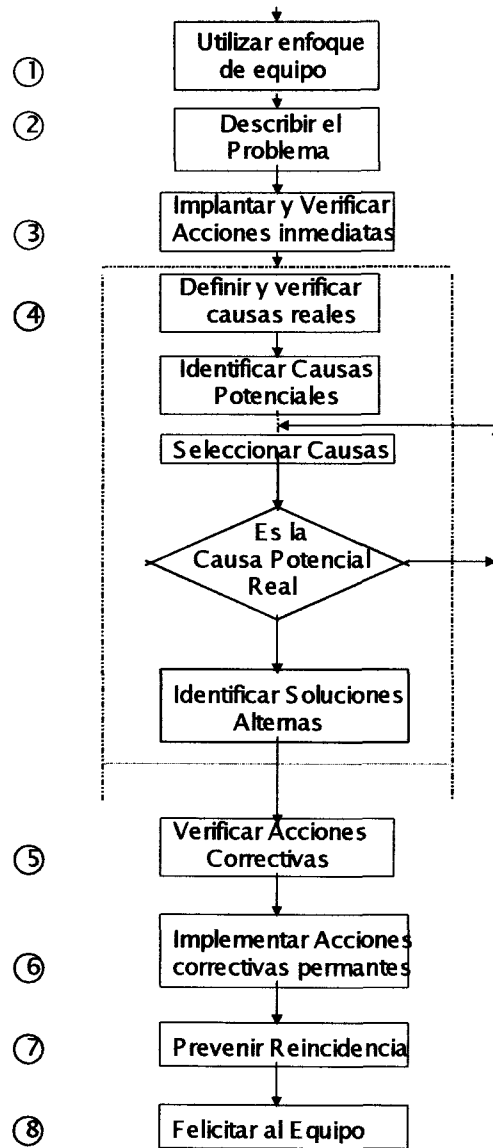 Utilizar enfoque
① de equipo
② Describir el
Problema
Implantar y Verificar
③ Acciones inmediatas
Definir y verificar
④ causas reales
Identificar Causas
Potenciales
Seleccionar Causas
Es la
Causa Potencial
Real
Identificar Soluciones
Alternas
Verificar Acciones
⑤ Correctivas
Implementar Acciones
⑥ correctivas permantes
⑦ Prevenir Reincidencia
⑧ Felicitar al Equipo